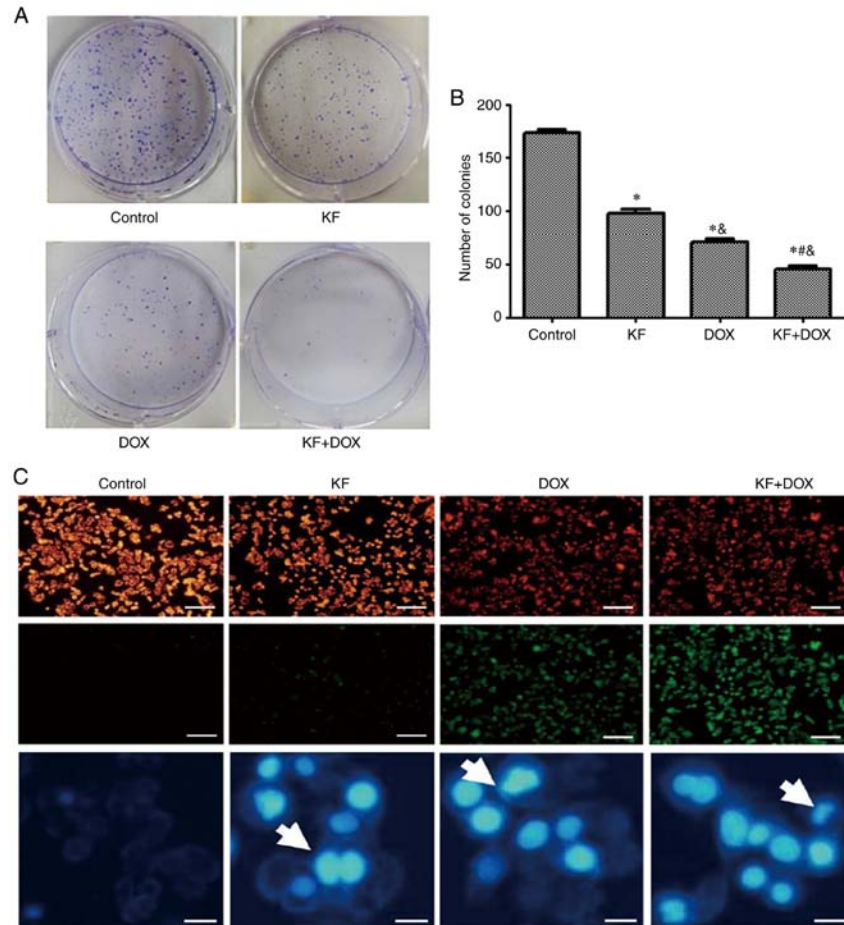 A
Control
KF
DOX
KF+DOX
B
Number of colonies
200
150
100
50
0
*
*&
*#&
Control
KF
DOX
KF+DOX
C
Control
KF
DOX
KF+DOX